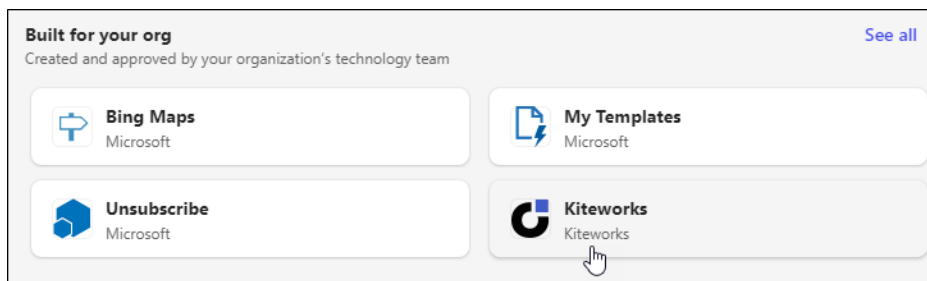 Built for your org
See all
Created and approved by your organization's technology team
Bing Maps
Microsoft
My Templates
Microsoft
Unsubscribe
Microsoft
Kiteworks
Kiteworks